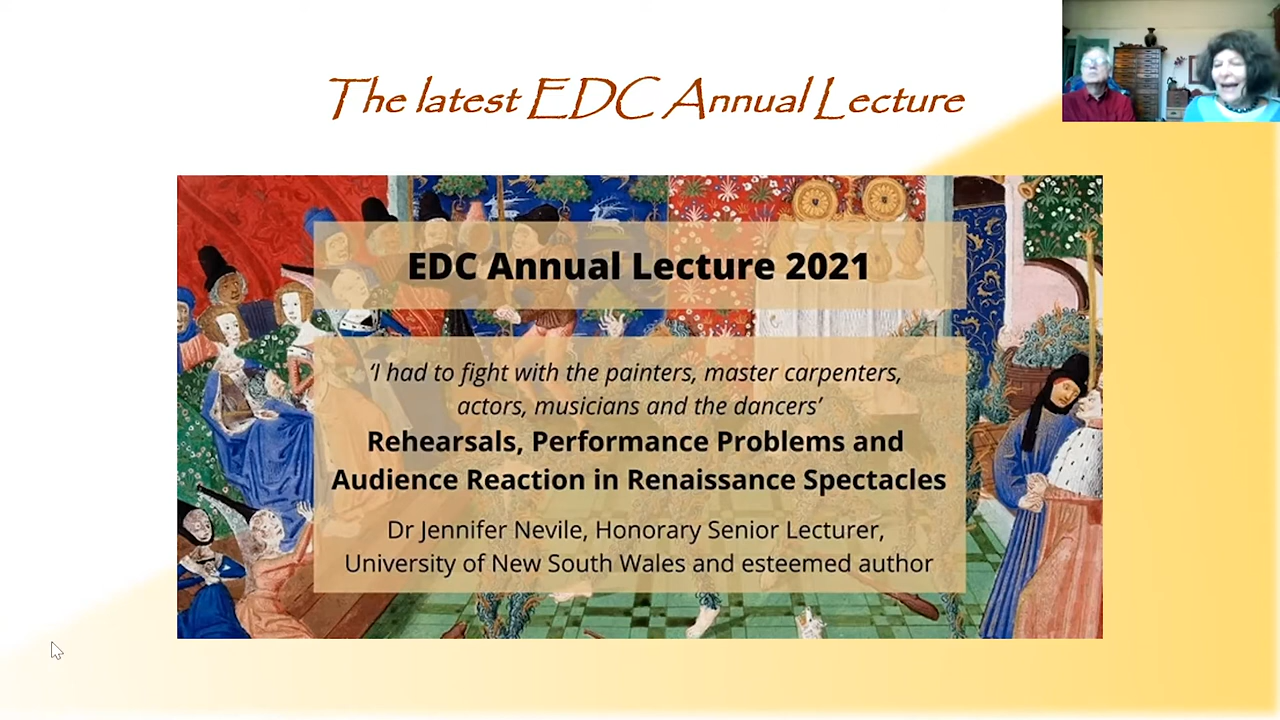 The latest EDC Annual Lecture
EDC Annual Lecture 2021
‘I had to fight with the painters, master carpenters,
actors, musicians and the dancers’
Rehearsals, Performance Problems and
Audience Reaction in Renaissance Spectacles
Dr Jennifer Nevile, Honorary Senior Lecturer,
University of New South Wales and esteemed author